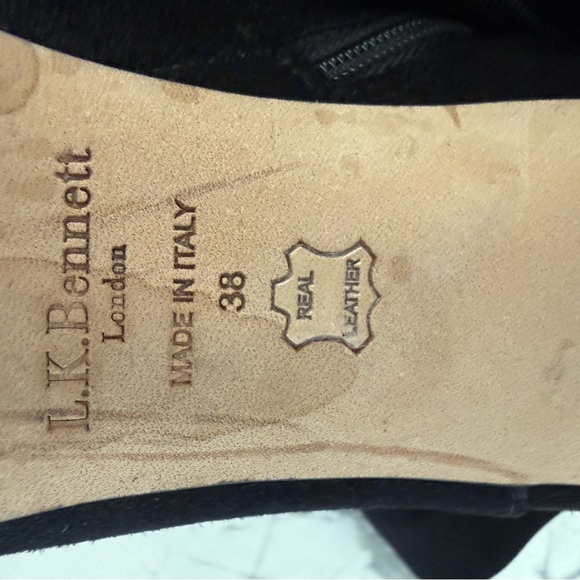 L.K.Bennett
London
MADE IN ITALY
38
REAL
LEATHER